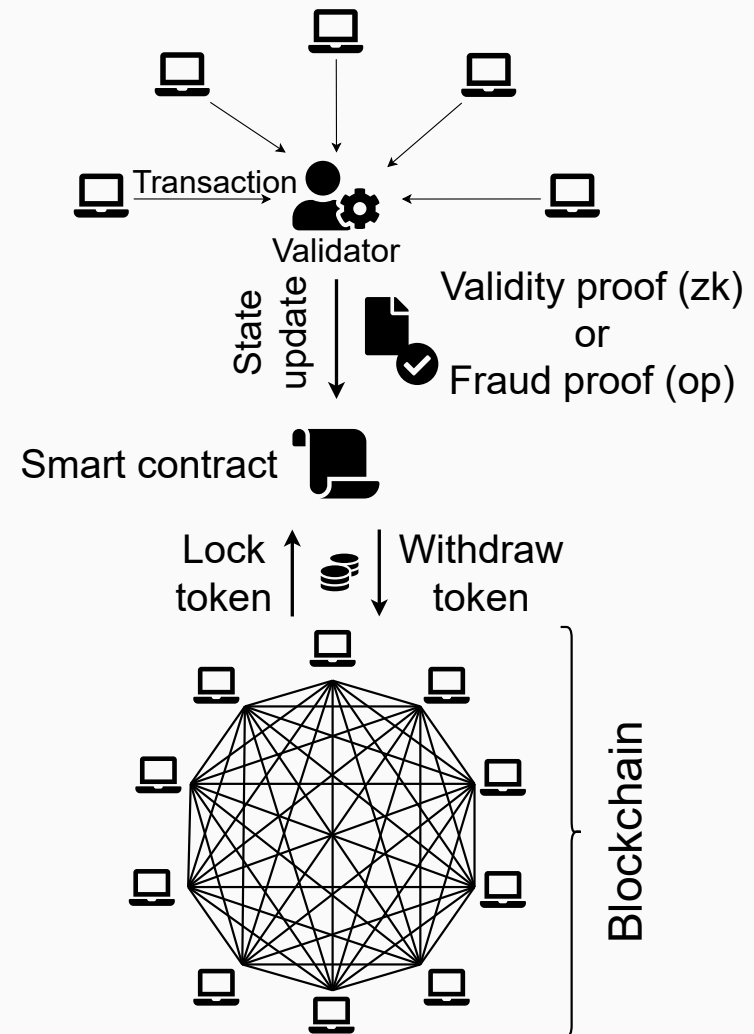 Transaction
Validator
State
update
Validity proof (zk)
or
Fraud proof (op)
Smart contract
Lock
token
Withdraw
token
Blockchain